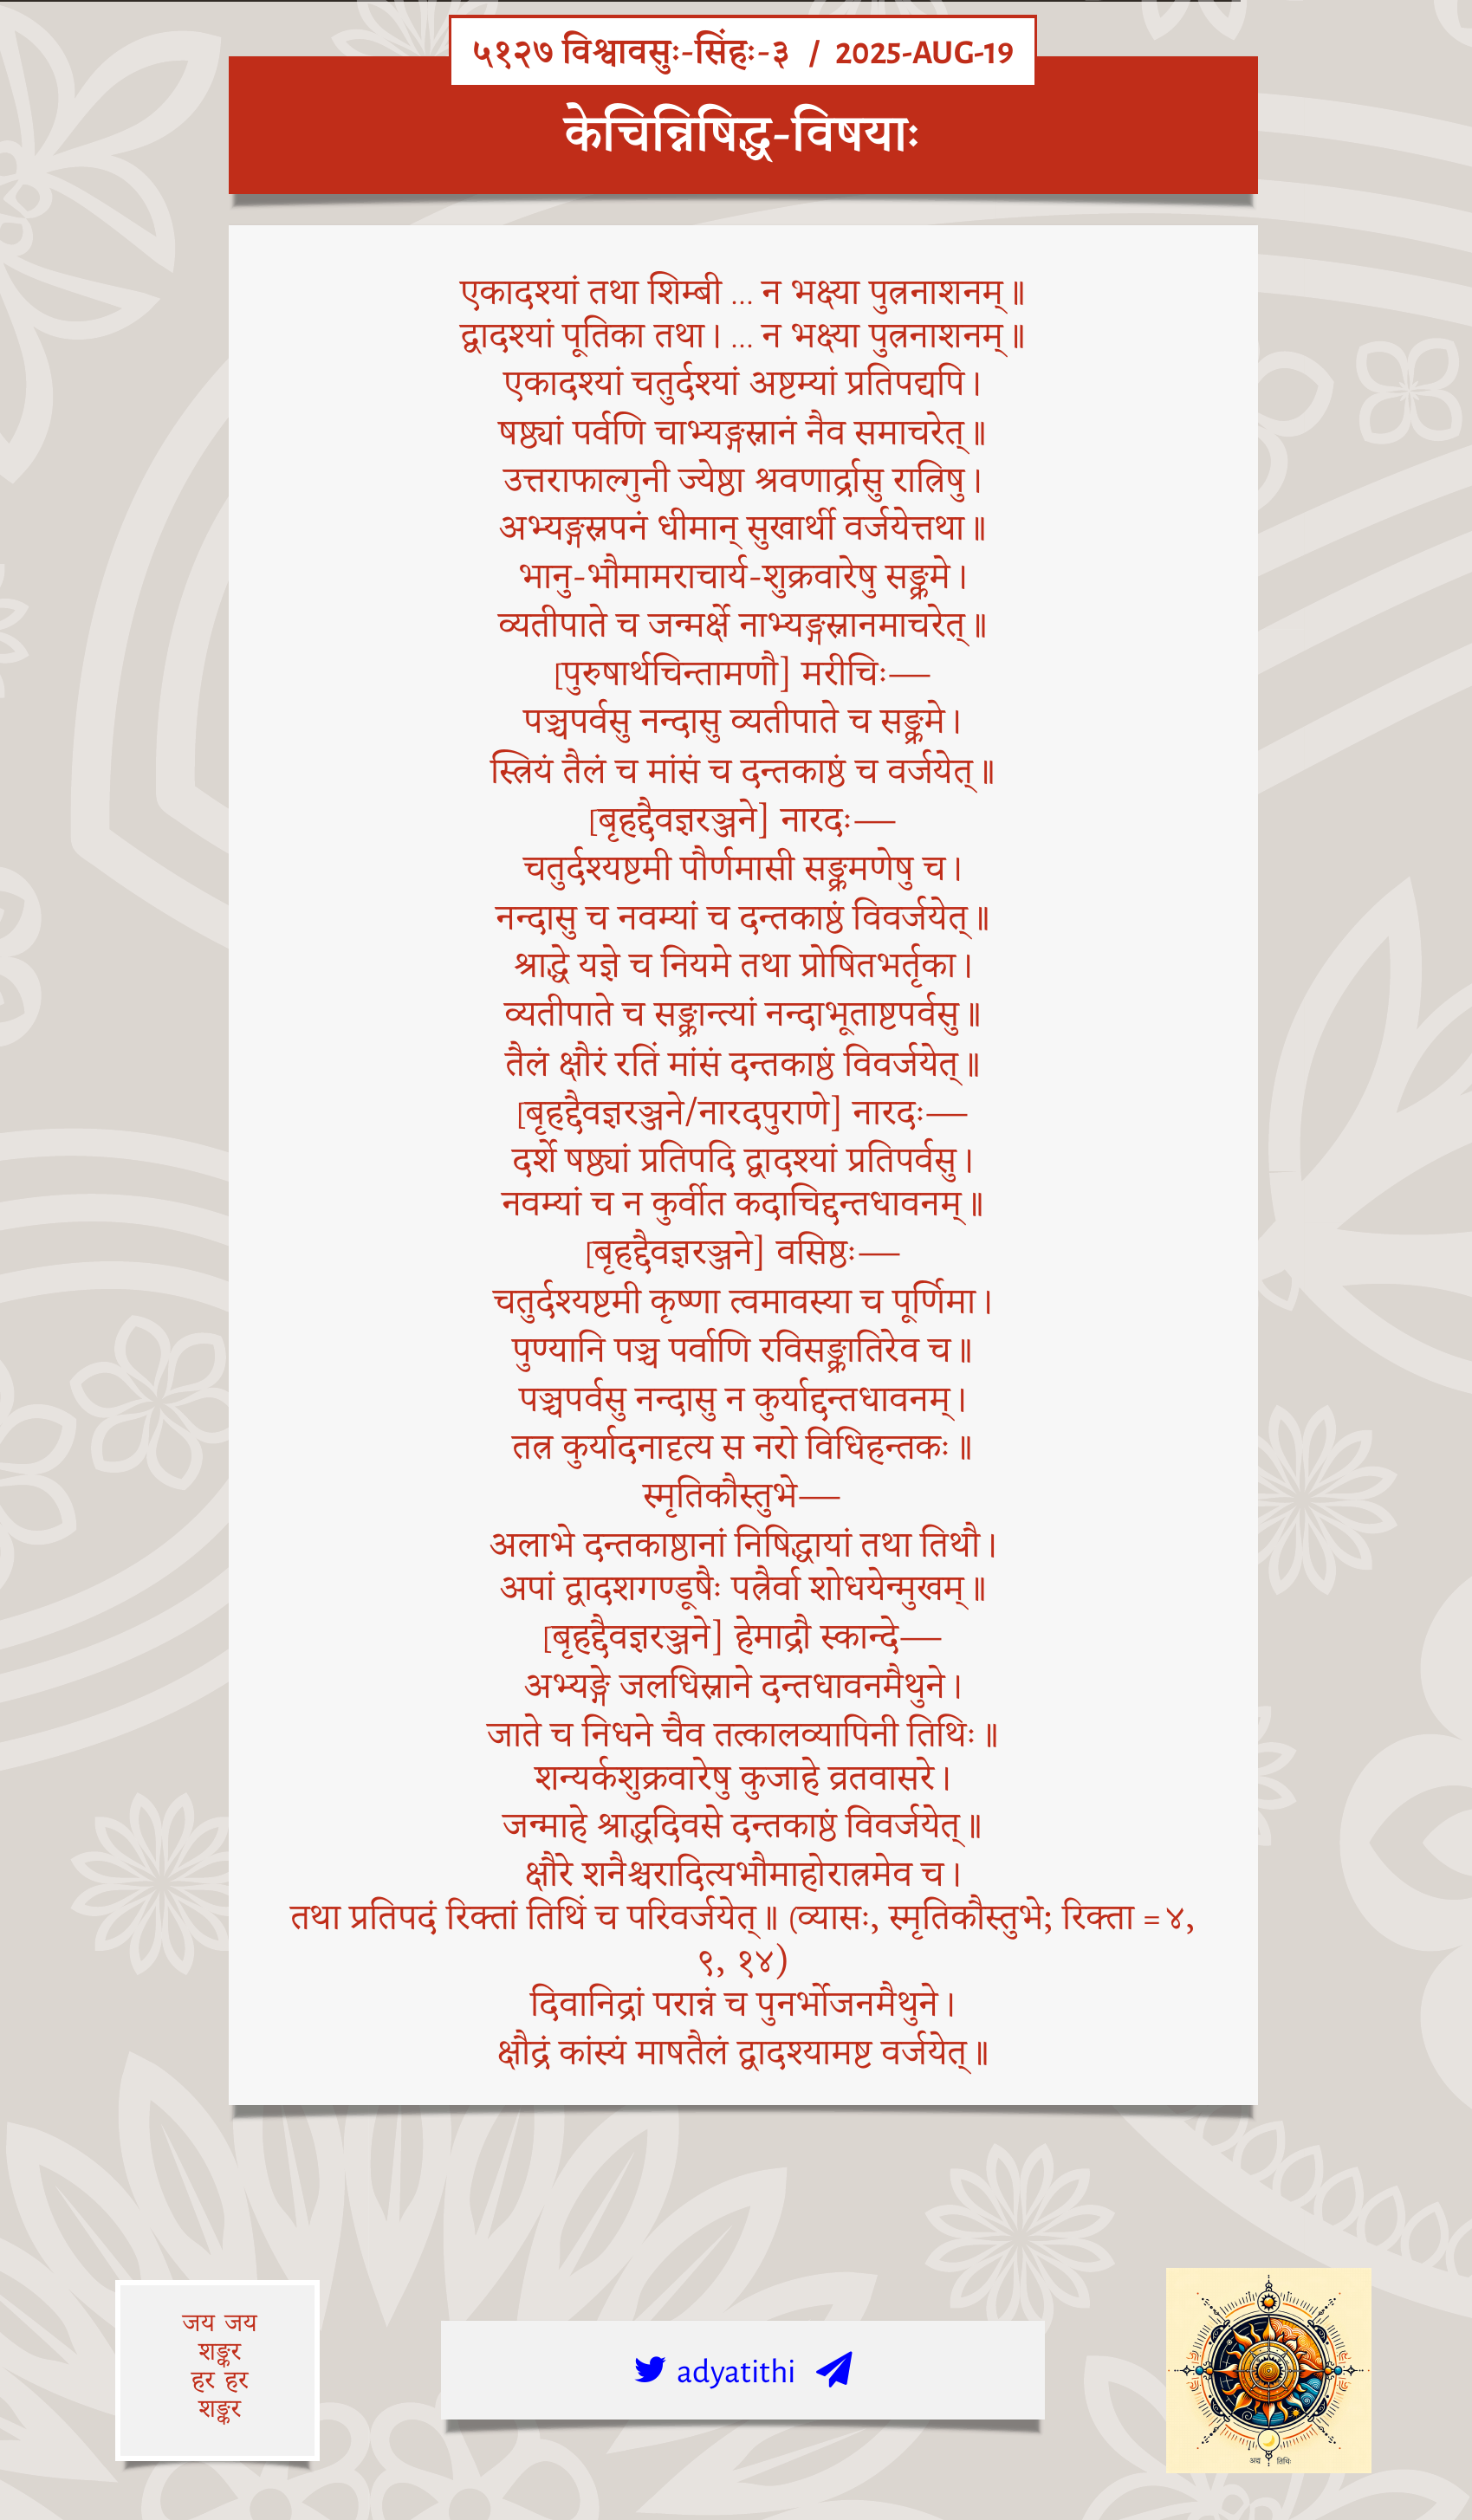 ५१२७ विश्वावसुः-सिंहः-३ / 2025-AUG-19
केचिन्निषिद्ध-विषयाः
एकादश्यां तथा शिम्बी ... न भक्ष्या पुत्रनाशनम्॥
द्वादश्यां पूतिका तथा। ... न भक्ष्या पुत्रनाशनम्॥
एकादश्यां चतुर्दश्यां अष्टम्यां प्रतिपद्यपि।
षष्ठ्यां पर्वणि चाभ्यङ्गस्नानं नैव समाचरेत्॥
उत्तराफाल्गुनी ज्येष्ठा श्रवणार्द्रासु रात्रिषु।
अभ्यङ्गस्नपनं धीमान् सुखार्थी वर्जयेत्तथा॥
भानु-भौमामराचार्य-शुक्रवारेषु सङ्क्रमे।
व्यतीपाते च जन्मर्क्षे नाभ्यङ्गस्नानमाचरेत्॥
[पुरुषार्थचिन्तामणौ] मरीचिः—
पञ्चपर्वसु नन्दासु व्यतीपाते च सङ्क्रमे।
स्त्रियं तैलं च मांसं च दन्तकाष्ठं च वर्जयेत्॥
[बृहद्दैवज्ञरञ्जने] नारदः—
चतुर्दश्यष्टमी पौर्णमासी सङ्क्रमणेषु च।
नन्दासु च नवम्यां च दन्तकाष्ठं विवर्जयेत्॥
श्राद्धे यज्ञे च नियमे तथा प्रोषितभर्तृका।
व्यतीपाते च सङ्क्रान्त्यां नन्दाभूताष्टपर्वसु॥
तैलं क्षौरं रतिं मांसं दन्तकाष्ठं विवर्जयेत्॥
[बृहद्दैवज्ञरञ्जने/नारदपुराणे] नारदः—
दर्शे षष्ठ्यां प्रतिपदि द्वादश्यां प्रतिपर्वसु।
नवम्यां च न कुर्वीत कदाचिद्दन्तधावनम्॥
[बृहद्दैवज्ञरञ्जने] वसिष्ठः—
चतुर्दश्यष्टमी कृष्णा त्वमावस्या च पूर्णिमा।
पुण्यानि पञ्च पर्वाणि रविसङ्क्रातिरेव च॥
पञ्चपर्वसु नन्दासु न कुर्याद्दन्तधावनम्।
तत्र कुर्यादनादृत्य स नरो विधिहन्तकः॥
स्मृतिकौस्तुभे—
अलाभे दन्तकाष्ठानां निषिद्धायां तथा तिथौ।
अपां द्वादशगण्डूषैः पत्रैर्वा शोधयेन्मुखम्॥
[बृहद्दैवज्ञरञ्जने] हेमाद्रौ स्कान्दे—
अभ्यङ्गे जलधिस्नाने दन्तधावनमैथुने।
जाते च निधने चैव तत्कालव्यापिनी तिथिः॥
शन्यर्कशुक्रवारेषु कुजाहे व्रतवासरे।
जन्माहे श्राद्धदिवसे दन्तकाष्ठं विवर्जयेत्॥
क्षौरे शनैश्चरादित्यभौमाहोरात्रमेव च।
तथा प्रतिपदं रिक्तां तिथिं च परिवर्जयेत्॥ (व्यासः, स्मृतिकौस्तुभे; रिक्ता = ४,
९, १४)
दिवानिद्रां परान्नं च पुनर्भोजनमैथुने।
क्षौद्रं कांस्यं माषतैलं द्वादश्यामष्ट वर्जयेत्॥
जय जय
शङ्कर
हर हर
शङ्कर
adyatithi
अद्य तिथिः